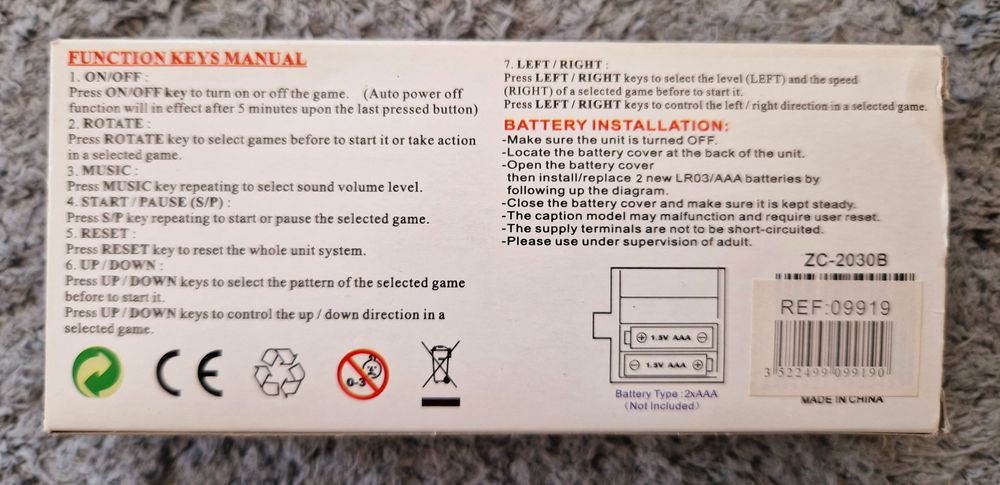 FUNCTION KEYS MANUAL
1. ON/OFF :
Press ON/OFF key to turn on or off the game. (Auto power off
function will in effect after 5 minutes upon the last pressed button)
2. ROTATE :
Press ROTATE key to select games before to start it or take action
in a selected game.
3. MUSIC :
Press MUSIC key repeating to select sound volume level.
4. START / PAUSE (S/P) :
Press S/P key repeating to start or pause the selected game.
5. RESET :
Press RESET key to reset the whole unit system.
6. UP / DOWN :
Press UP / DOWN keys to select the pattern of the selected game
before to start it.
Press UP / DOWN keys to control the up / down direction in a
selected game.
CE
0-3
7. LEFT / RIGHT :
Press LEFT / RIGHT keys to select the level (LEFT) and the speed
(RIGHT) of a selected game before to start it.
Press LEFT / RIGHT keys to control the left / right direction in a selected game.
BATTERY INSTALLATION:
-Make sure the unit is turned OFF.
-Locate the battery cover at the back of the unit.
-Open the battery cover
then install/replace 2 new LR03/AAA batteries by
following up the diagram.
-Close the battery cover and make sure it is kept steady.
-The caption model may malfunction and require user reset.
-The supply terminals are not to be short-circuited.
-Please use under supervision of adult.
+ 1.5V AAA -
- 1.5V AAA +
Battery Type :2xAAA
(Not Included)
ZC-2030B
REF:09919
3 522499 099190
MADE IN CHINA